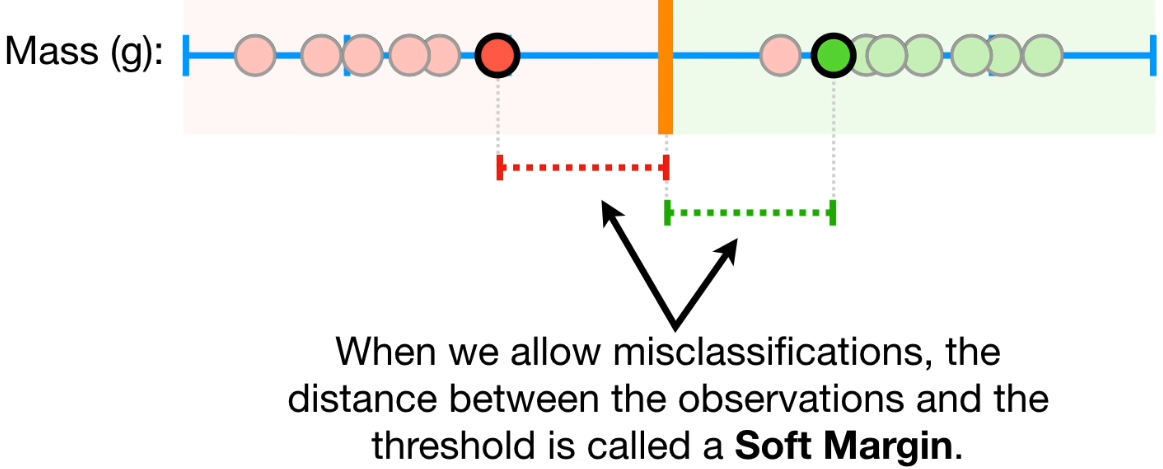 Mass (g):
When we allow misclassifications, the
distance between the observations and the
threshold is called a Soft Margin.